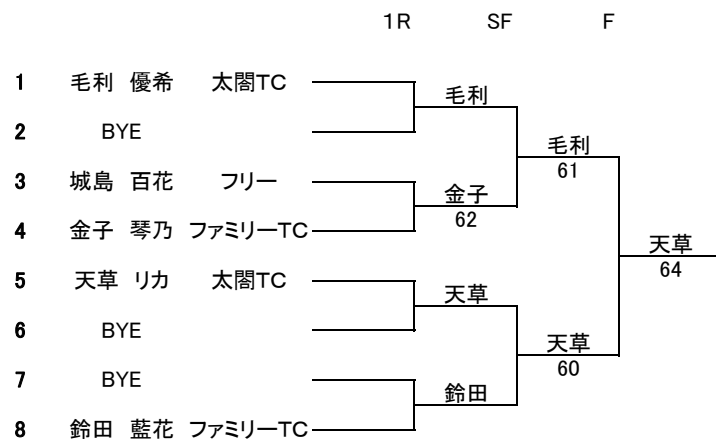 1R SF F
1 毛利 優希 太閤TC
毛利
2 BYE
毛利
61
3 城島 百花 フリー
金子
62
4 金子 琴乃 ファミリーTC
天草
64
5 天草 リカ 太閤TC
天草
6 BYE
天草
60
7 BYE
鈴田
8 鈴田 藍花 ファミリーTC